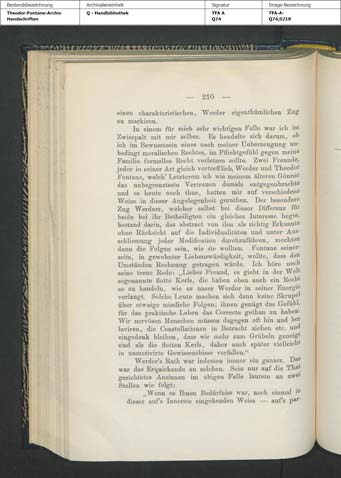 Bestandsbezeichnung Archivalieneinheit Signatur Image-Bezeichnung
Theodor-Fontane-Archiv Q - Handbibliothek TFA A TFA-A-
Handschriften Q74 Q74,0218
— 210 —
einen charakteristischen, Werder eigenthümlichen Zug
zu markiren.
In einem für mich sehr wichtigen Falle war ich im
Zwiespalt mit mir selber. Es handelte sich darum, ob
ich im Bewusstsein eines nach meiner Ueberzeugung un-
bedingt moralischen Rechtes, im Pflichtgefühl gegen meine
Familie formelles Recht verletzen sollte. Zwei Freunde,
jeder in seiner Art gleich vortrefflich, Werder und Theodor
Fontane, welch' Letzterem ich wie meinem älteren Gönner
das unbegrenzteste Vertrauen damals entgegenbrachte
und es heute noch thue, hatten mir auf verschiedene
Weise in dieser Angelegenheit gerathen. Der besondere
Zug Werders, welcher selbst bei dieser Differenz für
beide bei ihr Betheiligten ein gleiches Interesse hegte,
bestand darin, das abstract von ihm als richtig Erkannte
ohne Rücksicht auf die Individualitäten und unter Aus-
schliessung jeder Modification durchzuführen, mochten
dann die Folgen sein, wie sie wollten. Fontane seiner-
seits, in gewohnter Liebenswürdigkeit, wollte, dass den
Umständen Rechnung getragen würde. Ich höre noch
seine treue Rede: „Lieber Freund, es giebt in der Welt
sogenannte flotte Kerls, die haben eben auch ein Recht
so zu handeln, wie es unser Werder in seiner Energie
verlangt. Solche Leute machen sich dann keine Skrupel
über etwaige missliche Folgen; ihnen genügt das Gefühl,
für das praktische Leben das Correcte gethan zu haben.
Wir nervösen Menschen müssen dagegen oft hin und her
laviren, die Constellationen in Betracht ziehen etc. und
eingedenk bleiben, dass wir mehr zum Grübeln geneigt
sind als die flotten Kerls, daher auch später vielleicht
in unmotivirte Gewissensbisse verfallen."
Werder's Rath war indessen immer ein ganzer. Das
war das Erquickende an solchen. Sein nur auf die That
gerichtetes Ansinnen im obigen Falle lautete an zwei
Stellen wie folgt:
„Wenn es Ihnen Bedürfniss war, noch einmal in
dieser auf's Innerste eingehenden Weise — auf's par-